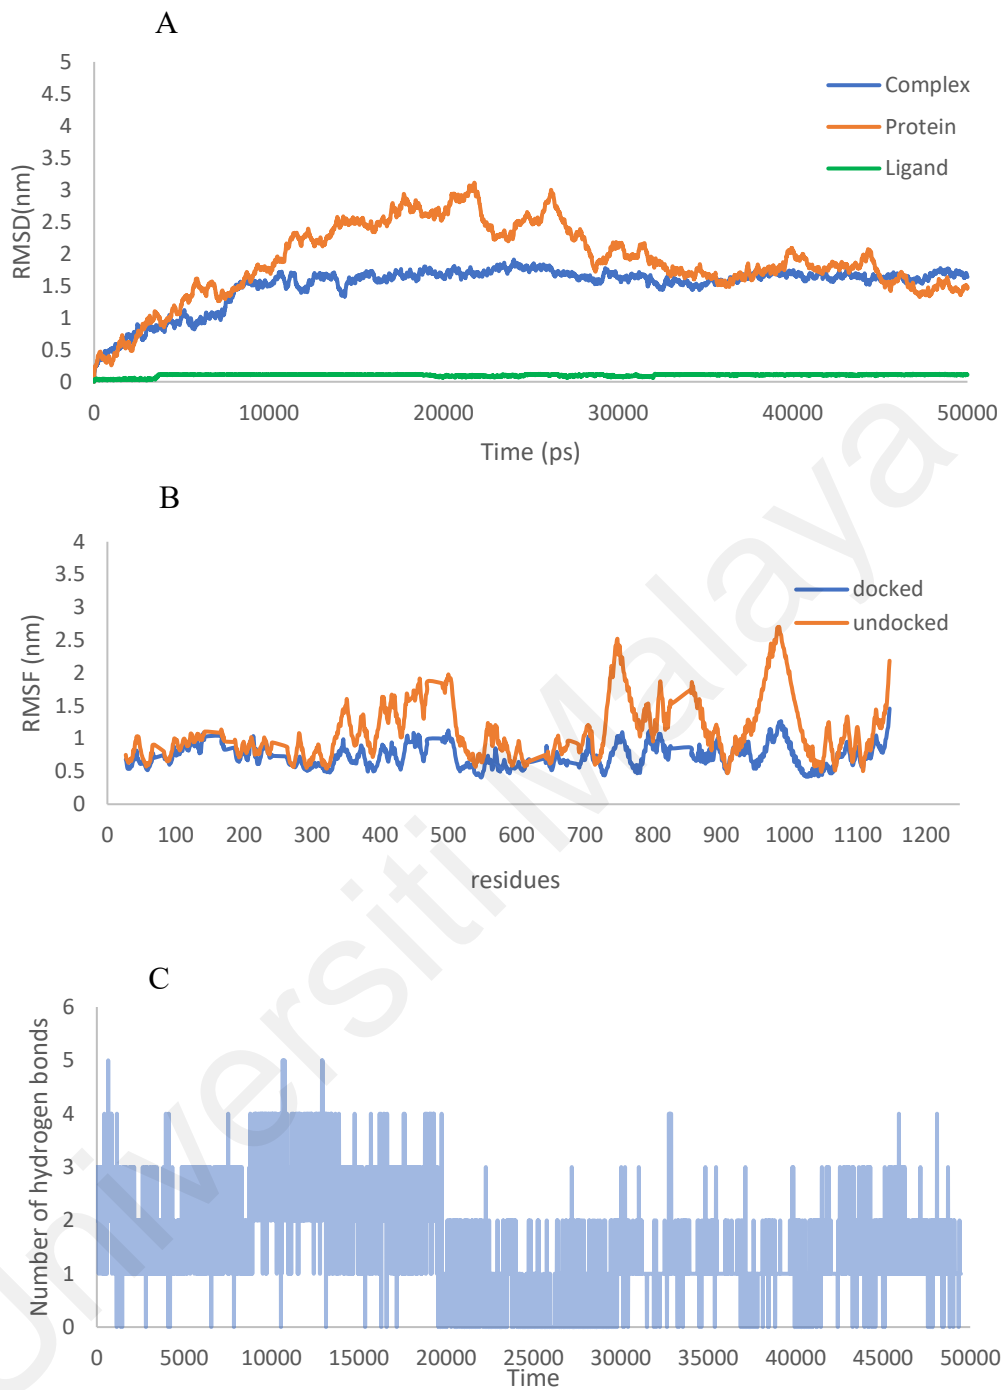 A
5
4.5
4
3.5
3
2.5
2
1.5
1
0.5
0
RMSD(nm)
Complex
Protein
Ligand
0 10000 20000 30000 40000 50000
Time (ps)
B
4
3.5
3
2.5
2
1.5
1
0.5
0
RMSF (nm)
docked
undocked
0 100 200 300 400 500 600 700 800 900 1000 1100 1200
residues
C
6
5
4
3
2
1
0
Number of hydrogen bonds
0 5000 10000 15000 20000 25000 30000 35000 40000 45000 50000
Time
Universiti Malaya